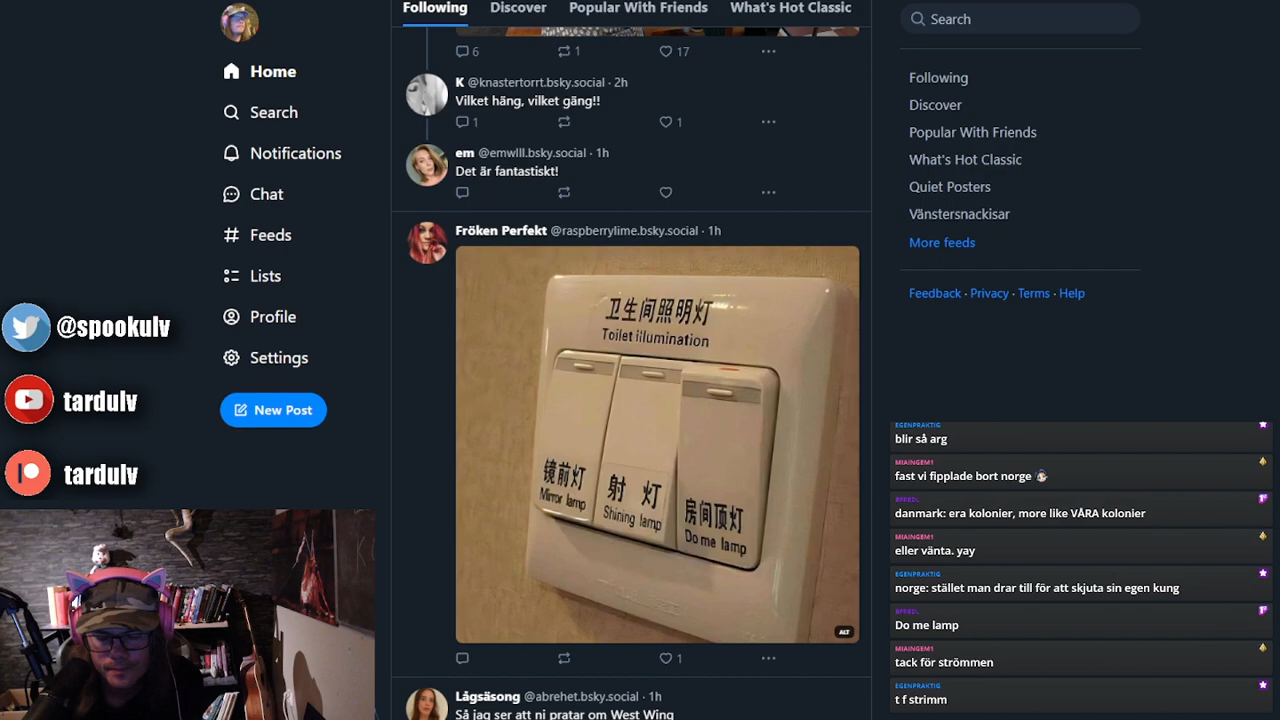 Following
Discover
Popular With Friends
What's Hot Classic
Search
Home
Search
Notifications
Chat
Feeds
Lists
Profile
Settings
New Post
@spookulv
tardulv
tardulv
6
1
17
K @knastertorrt.bsky.social · 2h
Vilket häng, vilket gäng!!
1
1
em @emwlll.bsky.social · 1h
Det är fantastiskt!
Fröken Perfekt @raspberrylime.bsky.social · 1h
卫生间照明灯
Toilet illumination
镜前灯
Mirror lamp
射 灯
Shining lamp
房间顶灯
Do me lamp
ALT
1
Lågsäsong @abrehet.bsky.social · 1h
Så jag ser att ni pratar om West Wing
Following
Discover
Popular With Friends
What's Hot Classic
Quiet Posters
Vänstersnackisar
More feeds
Feedback · Privacy · Terms · Help
EGENPRAKTIG
blir så arg
MIAINGEM1
fast vi fipplade bort norge
danmark: era kolonier, more like VÅRA kolonier
MIAINGEM1
eller vänta. yay
EGENPRAKTIG
norge: stället man drar till för att skjuta sin egen kung
Do me lamp
MIAINGEM1
tack för strömmen
EGENPRAKTIG
t f strimm